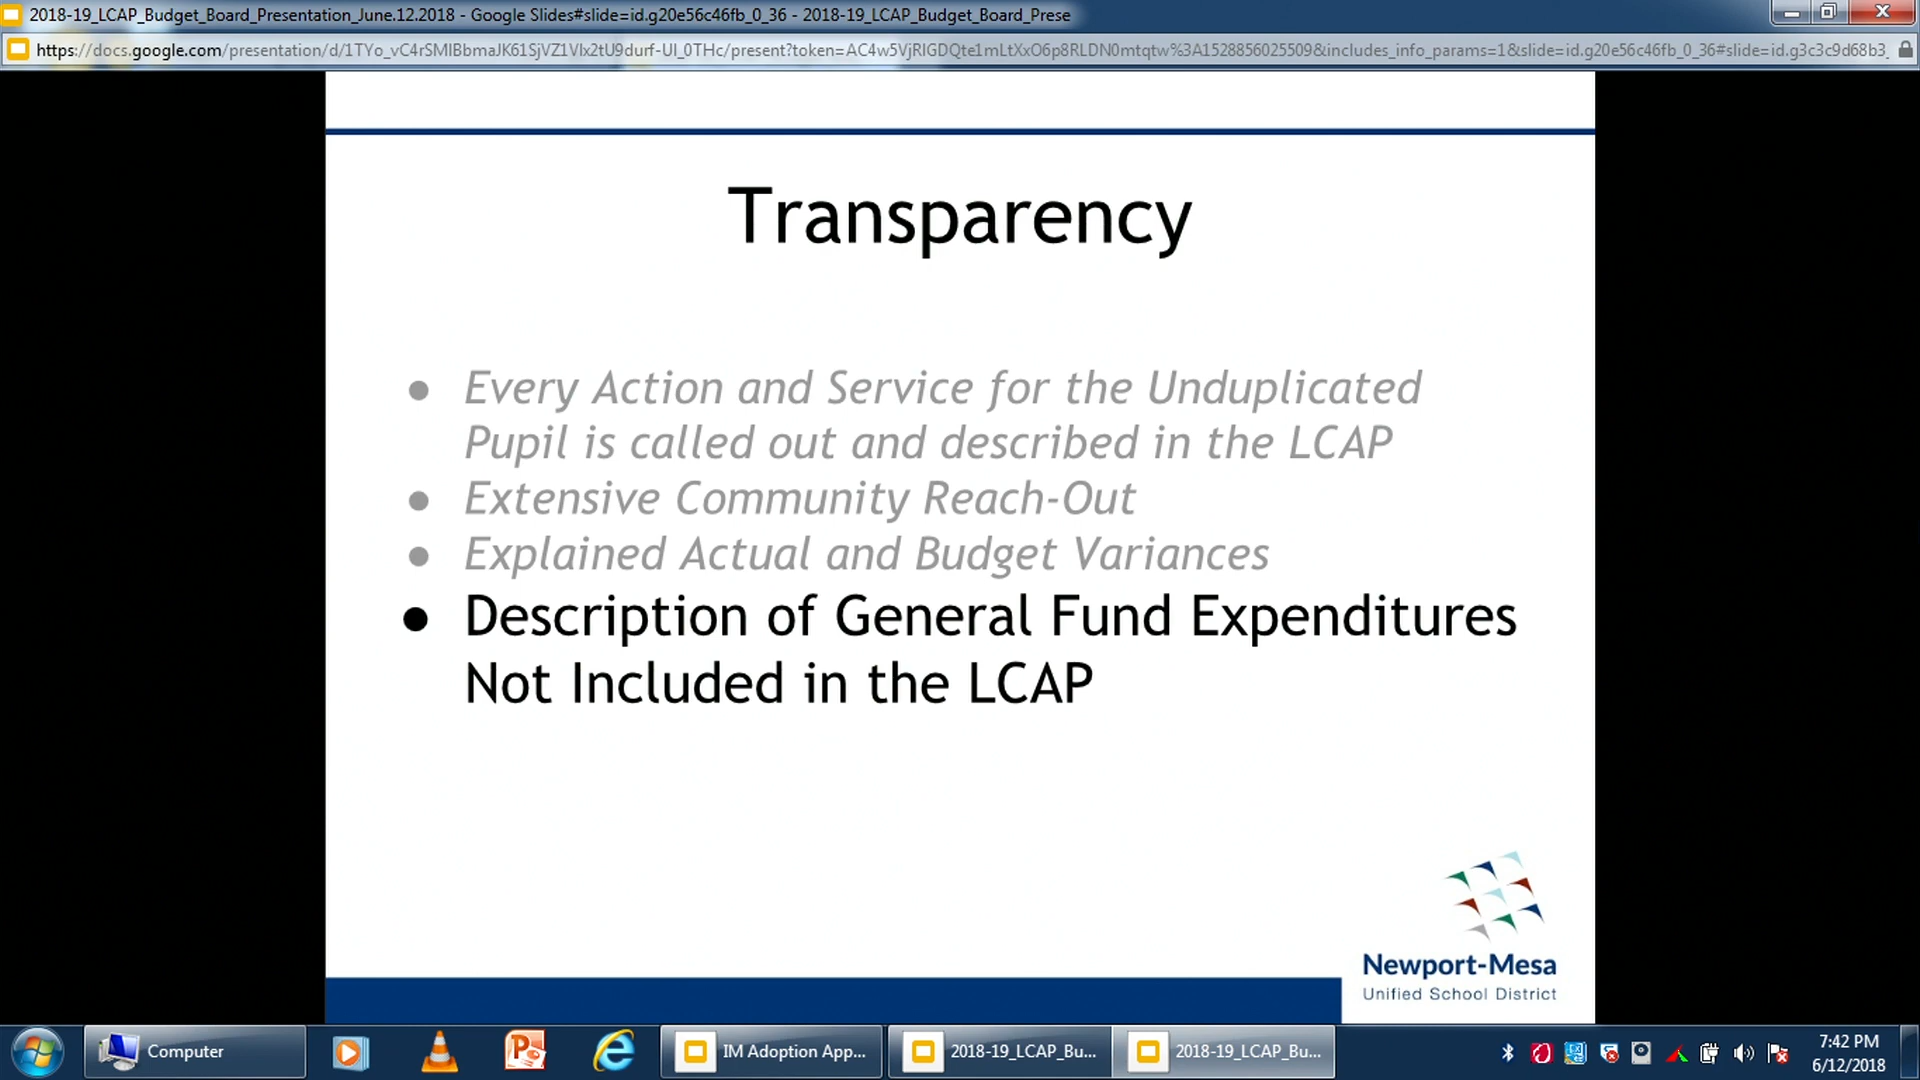 2018-19_LCAP_Budget_Board_Presentation_June.12.2018 - Google Slides#slide=id.g20e56c46fb_0_36 - 2018-19_LCAP_Budget_Board_Prese
Transparency
● Every Action and Service for the Unduplicated
Pupil is called out and described in the LCAP
● Extensive Community Reach-Out
● Explained Actual and Budget Variances
● Description of General Fund Expenditures
Not Included in the LCAP
Newport-Mesa
Unified School District
Computer
IM Adoption App...
2018-19_LCAP_Bu...
2018-19_LCAP_Bu...
7:42 PM
6/12/2018